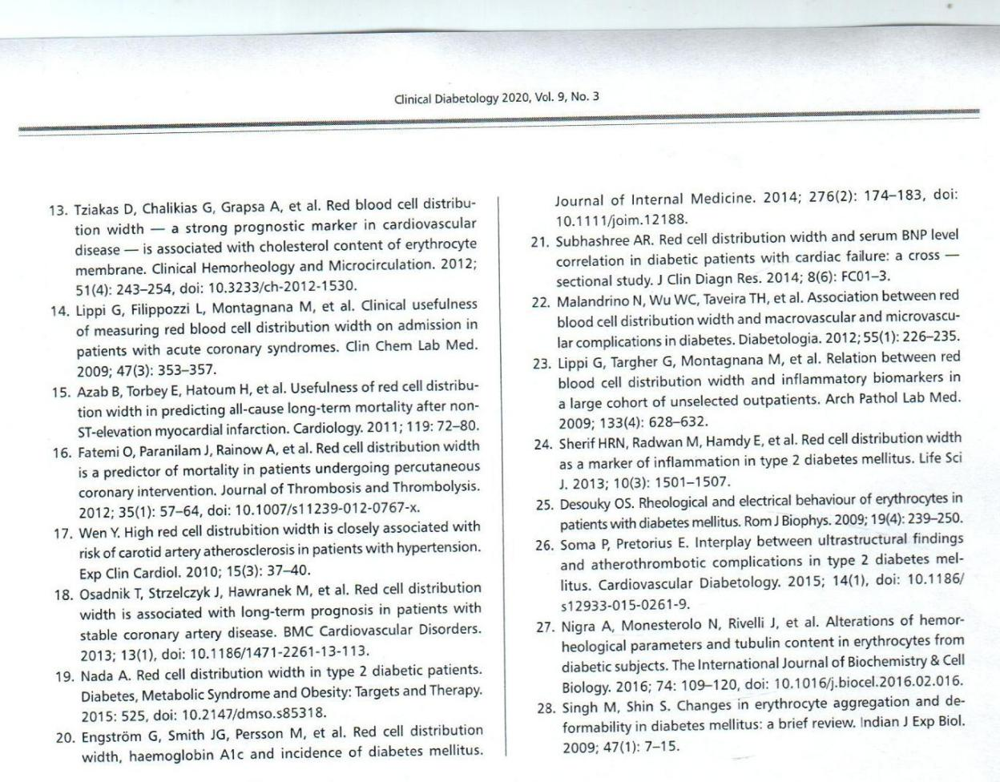 Clinical Diabetology 2020, Vol. 9, No. 3
13. Tziakas D, Chalikias G, Grapsa A, et al. Red blood cell distribu-
tion width — a strong prognostic marker in cardiovascular
disease — is associated with cholesterol content of erythrocyte
membrane. Clinical Hemorheology and Microcirculation. 2012;
51(4): 243–254, doi: 10.3233/ch-2012-1530.
14. Lippi G, Filippozzi L, Montagnana M, et al. Clinical usefulness
of measuring red blood cell distribution width on admission in
patients with acute coronary syndromes. Clin Chem Lab Med.
2009; 47(3): 353–357.
15. Azab B, Torbey E, Hatoum H, et al. Usefulness of red cell distribu-
tion width in predicting all-cause long-term mortality after non-
ST-elevation myocardial infarction. Cardiology. 2011; 119: 72–80.
16. Fatemi O, Paranilam J, Rainow A, et al. Red cell distribution width
is a predictor of mortality in patients undergoing percutaneous
coronary intervention. Journal of Thrombosis and Thrombolysis.
2012; 35(1): 57–64, doi: 10.1007/s11239-012-0767-x.
17. Wen Y. High red cell distrubition width is closely associated with
risk of carotid artery atherosclerosis in patients with hypertension.
Exp Clin Cardiol. 2010; 15(3): 37–40.
18. Osadnik T, Strzelczyk J, Hawranek M, et al. Red cell distribution
width is associated with long-term prognosis in patients with
stable coronary artery disease. BMC Cardiovascular Disorders.
2013; 13(1), doi: 10.1186/1471-2261-13-113.
19. Nada A. Red cell distribution width in type 2 diabetic patients.
Diabetes, Metabolic Syndrome and Obesity: Targets and Therapy.
2015: 525, doi: 10.2147/dmso.s85318.
20. Engström G, Smith JG, Persson M, et al. Red cell distribution
width, haemoglobin A1c and incidence of diabetes mellitus.
Journal of Internal Medicine. 2014; 276(2): 174–183, doi:
10.1111/joim.12188.
21. Subhashree AR. Red cell distribution width and serum BNP level
correlation in diabetic patients with cardiac failure: a cross —
sectional study. J Clin Diagn Res. 2014; 8(6): FC01–3.
22. Malandrino N, Wu WC, Taveira TH, et al. Association between red
blood cell distribution width and macrovascular and microvascu-
lar complications in diabetes. Diabetologia. 2012; 55(1): 226–235.
23. Lippi G, Targher G, Montagnana M, et al. Relation between red
blood cell distribution width and inflammatory biomarkers in
a large cohort of unselected outpatients. Arch Pathol Lab Med.
2009; 133(4): 628–632.
24. Sherif HRN, Radwan M, Hamdy E, et al. Red cell distribution width
as a marker of inflammation in type 2 diabetes mellitus. Life Sci
J. 2013; 10(3): 1501–1507.
25. Desouky OS. Rheological and electrical behaviour of erythrocytes in
patients with diabetes mellitus. Rom J Biophys. 2009; 19(4): 239–250.
26. Soma P, Pretorius E. Interplay between ultrastructural findings
and atherothrombotic complications in type 2 diabetes mel-
litus. Cardiovascular Diabetology. 2015; 14(1), doi: 10.1186/
s12933-015-0261-9.
27. Nigra A, Monesterolo N, Rivelli J, et al. Alterations of hemor-
heological parameters and tubulin content in erythrocytes from
diabetic subjects. The International Journal of Biochemistry & Cell
Biology. 2016; 74: 109–120, doi: 10.1016/j.biocel.2016.02.016.
28. Singh M, Shin S. Changes in erythrocyte aggregation and de-
formability in diabetes mellitus: a brief review. Indian J Exp Biol.
2009; 47(1): 7–15.